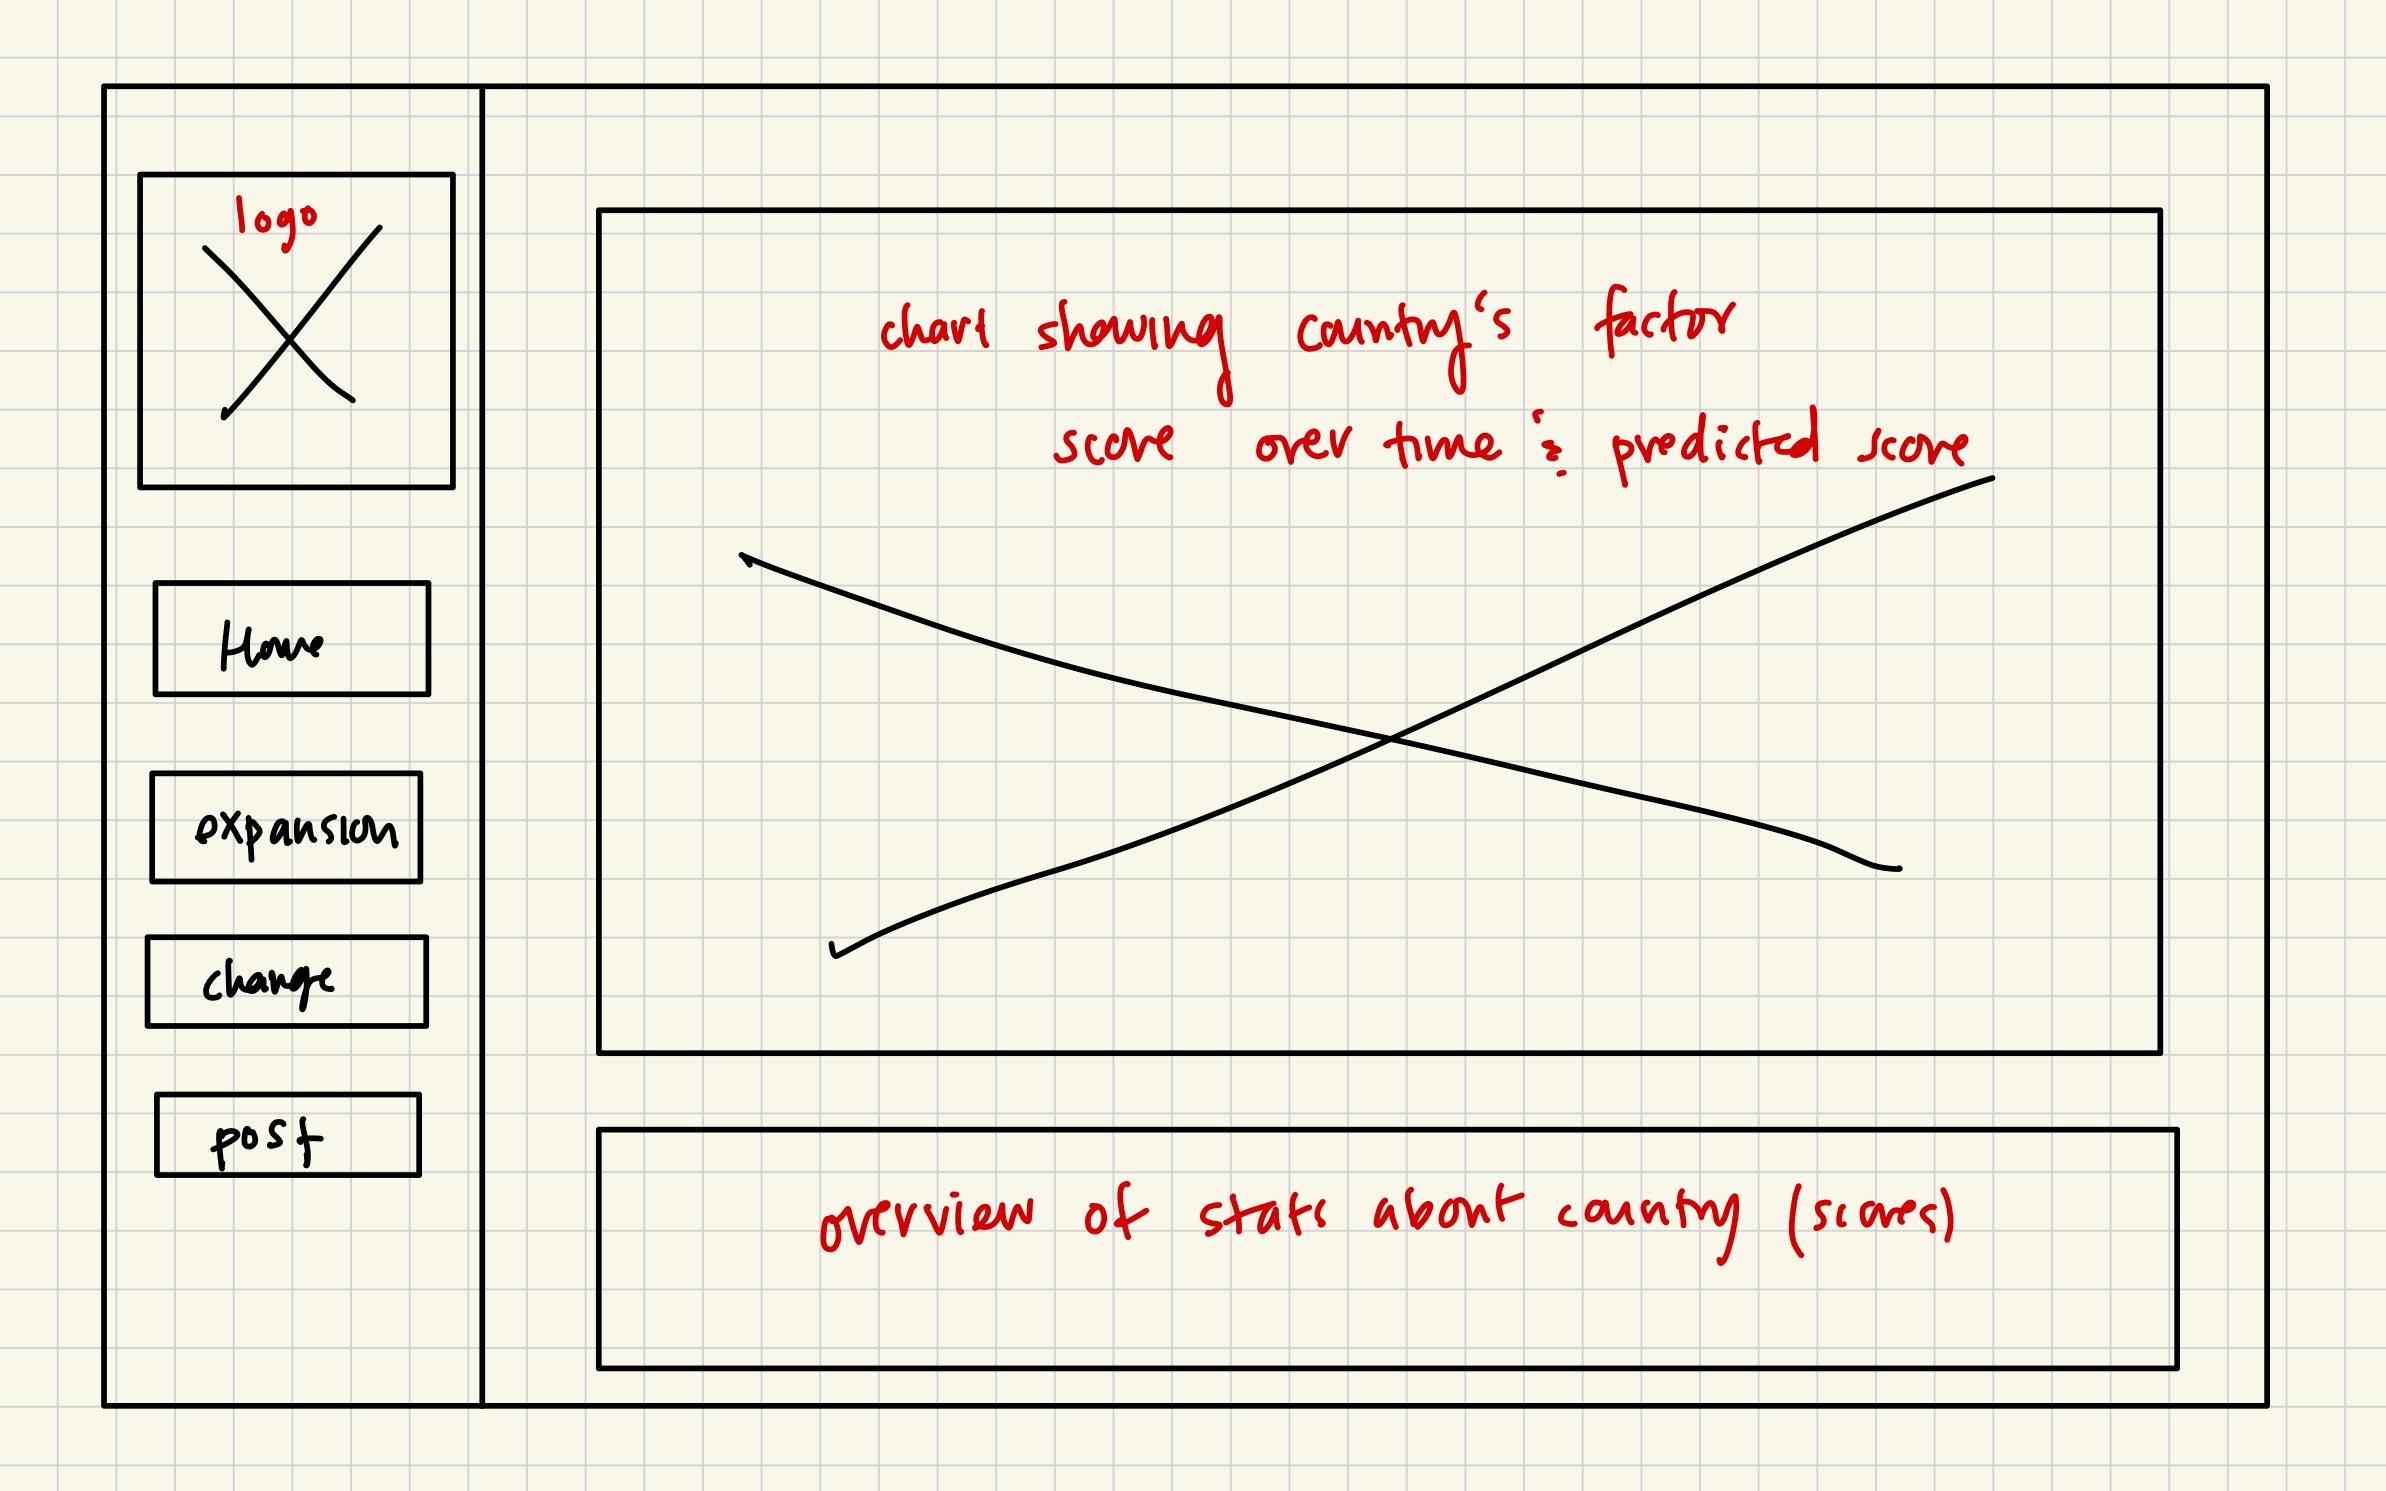 logo
Home
expansion
change
post
chart showing country's factor
score over time & predicted score
overview of stats about country (scores)